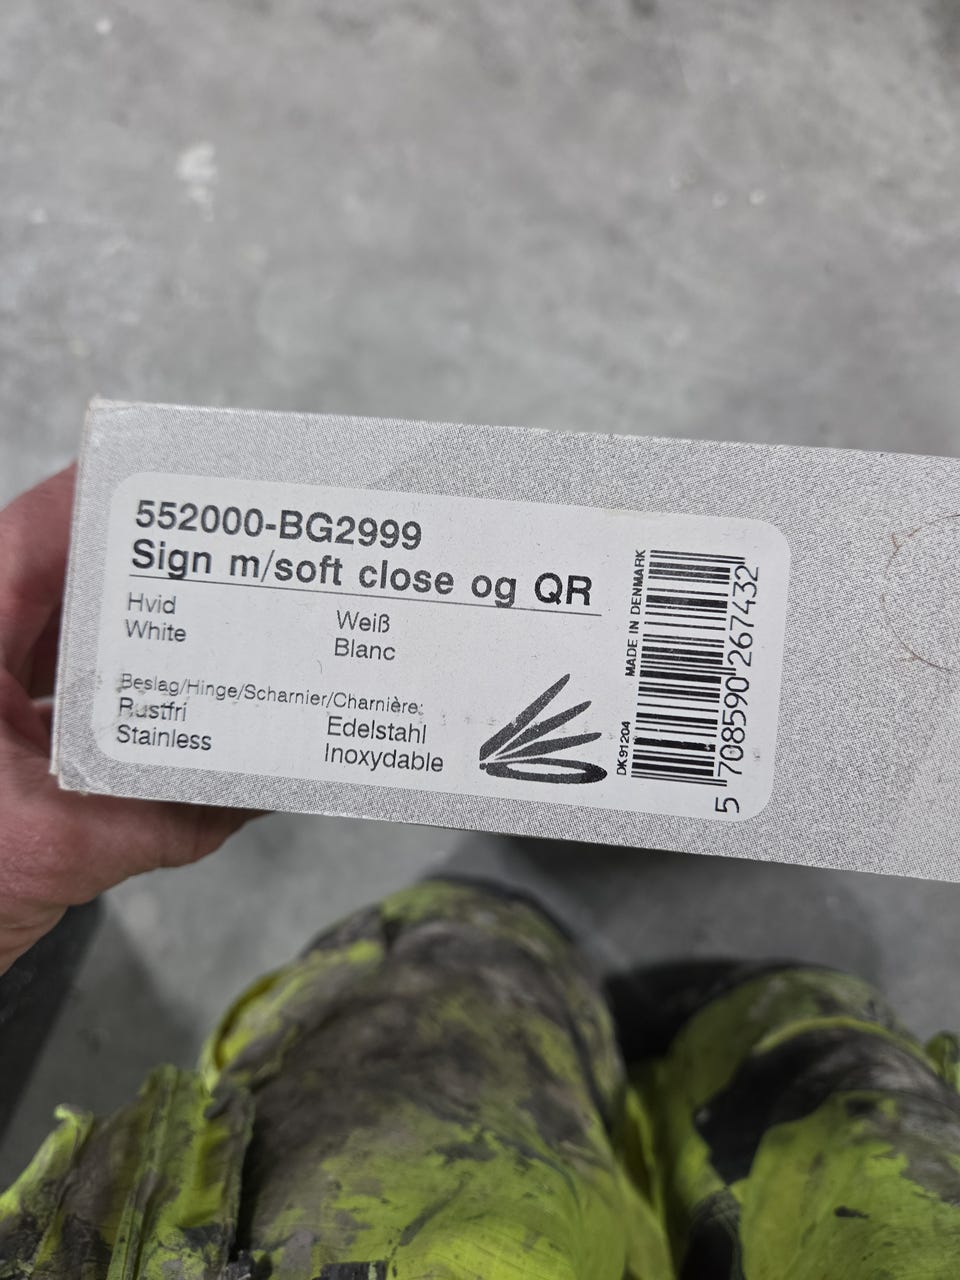 552000-BG2999
Sign m/soft close og QR
Hvid
White
Weiß
Blanc
Beslag/Hinge/Scharnier/Charnière:
Rustfri
Stainless
Edelstahl
Inoxydable
DK 91204
MADE IN DENMARK
5 708590 267432